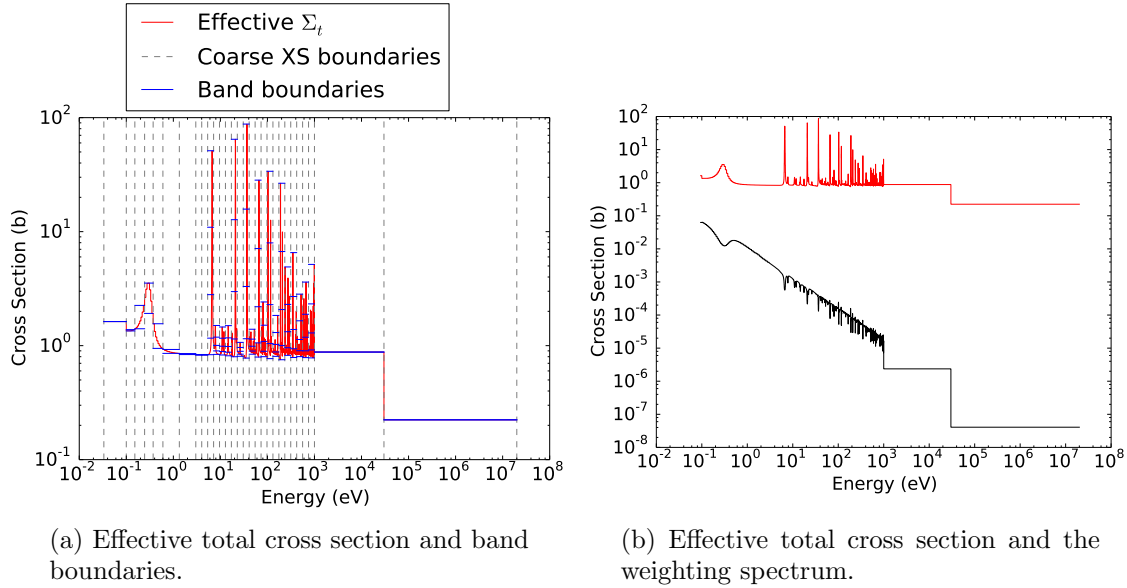 Effective Σt
Coarse XS boundaries
Band boundaries
10^2
10^1
10^0
10^-1
Cross Section (b)
10^-2 10^-1 10^0 10^1 10^2 10^3 10^4 10^5 10^6 10^7 10^8
Energy (eV)
(a) Effective total cross section and band
boundaries.
10^2
10^1
10^0
10^-1
10^-2
10^-3
10^-4
10^-5
10^-6
10^-7
10^-8
Cross Section (b)
10^-2 10^-1 10^0 10^1 10^2 10^3 10^4 10^5 10^6 10^7 10^8
Energy (eV)
(b) Effective total cross section and the
weighting spectrum.